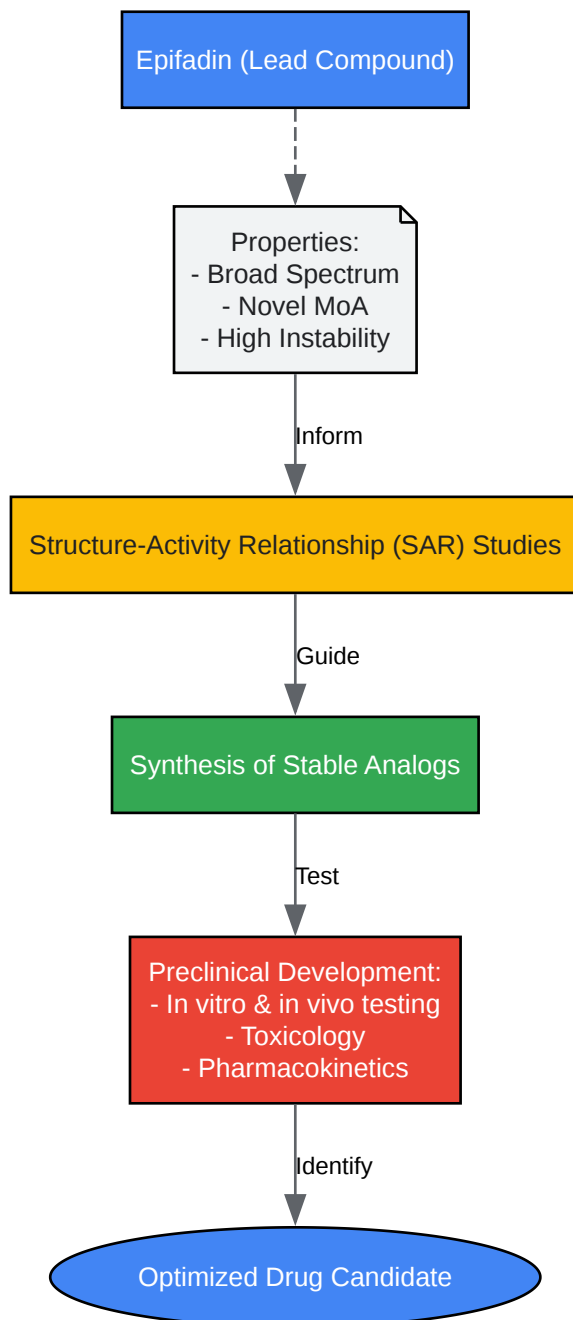 Epifadin (Lead Compound)
Properties:
- Broad Spectrum
- Novel MoA
- High Instability
Inform
Structure-Activity Relationship (SAR) Studies
Guide
Synthesis of Stable Analogs
Test
Preclinical Development:
- In vitro & in vivo testing
- Toxicology
- Pharmacokinetics
Identify
Optimized Drug Candidate